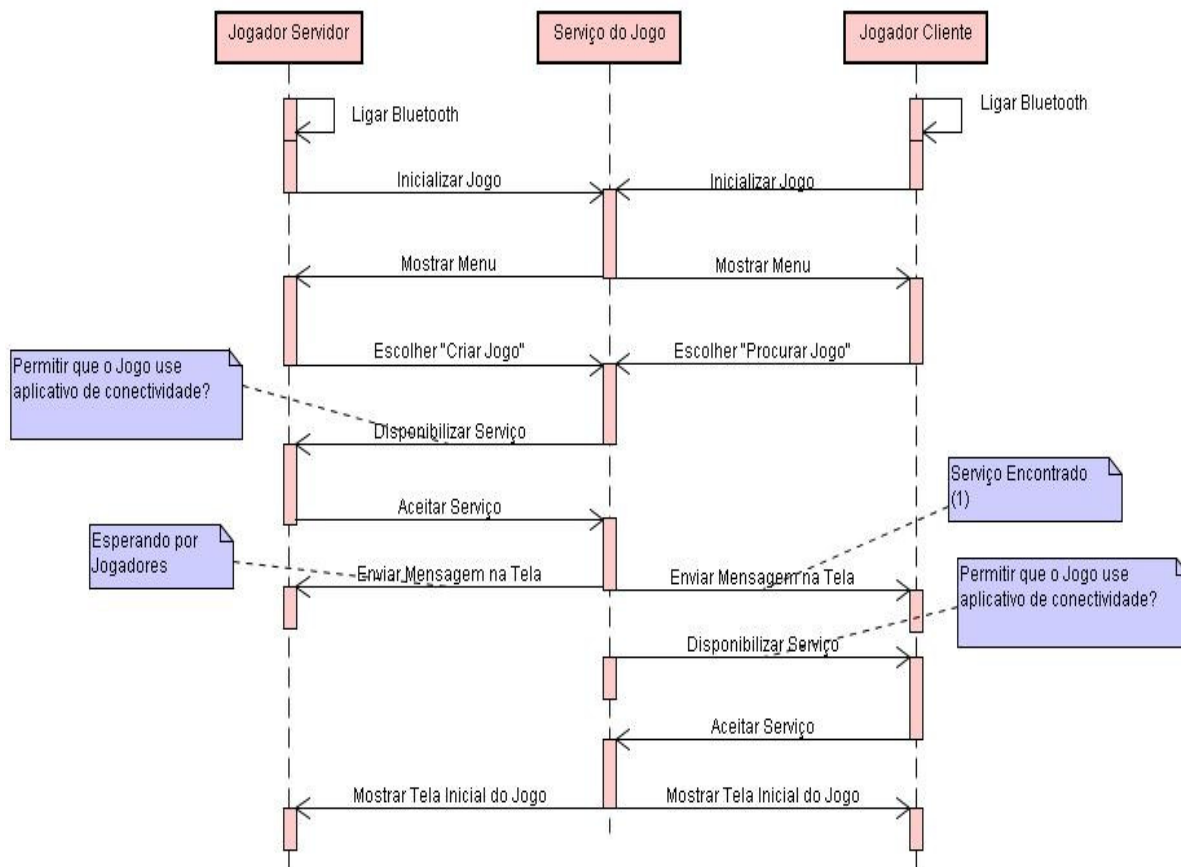 Jogador Servidor
Serviço do Jogo
Jogador Cliente
Ligar Bluetooth
Ligar Bluetooth
Inicializar Jogo
Inicializar Jogo
Mostrar Menu
Mostrar Menu
Escolher "Criar Jogo"
Escolher "Procurar Jogo"
Permitir que o Jogo use
aplicativo de conectividade?
Disponibilizar Serviço
Serviço Encontrado
(1)
Aceitar Serviço
Esperando por
Jogadores
Enviar Mensagem na Tela
Enviar Mensagem na Tela
Permitir que o Jogo use
aplicativo de conectividade?
Disponibilizar Serviço
Aceitar Serviço
Mostrar Tela Inicial do Jogo
Mostrar Tela Inicial do Jogo